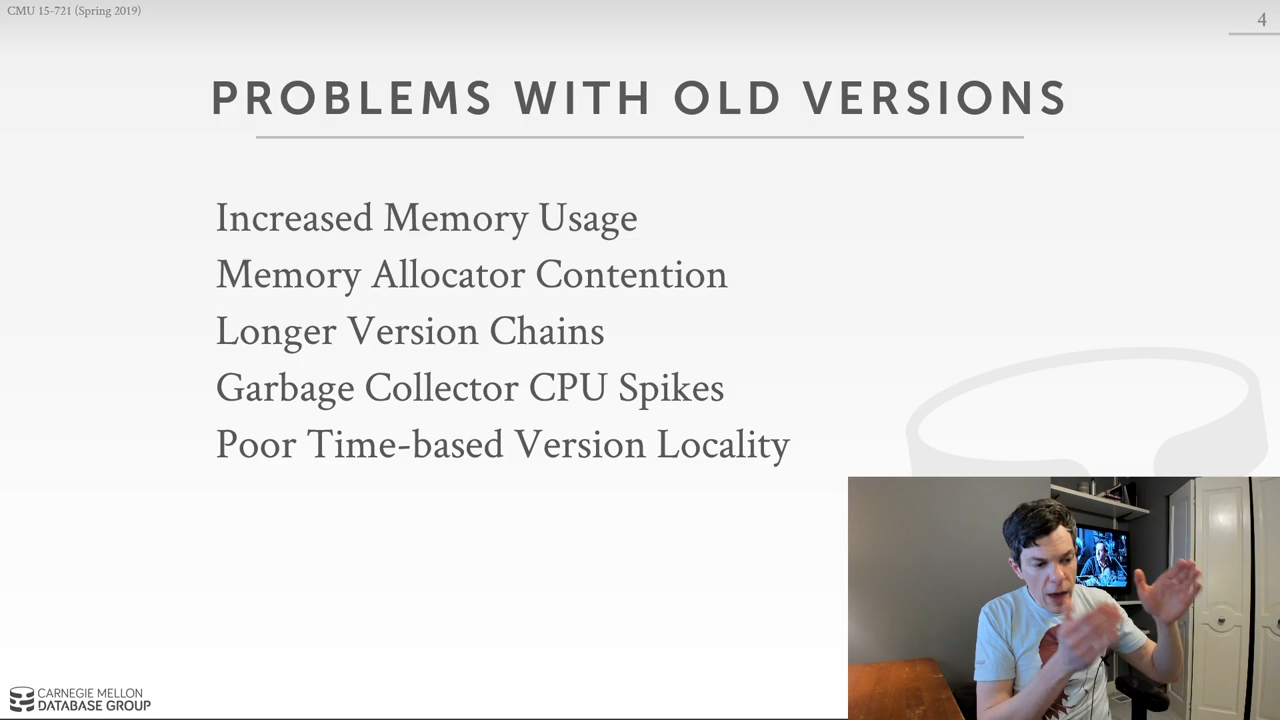 CMU 15-721 (Spring 2019)
4
PROBLEMS WITH OLD VERSIONS
Increased Memory Usage
Memory Allocator Contention
Longer Version Chains
Garbage Collector CPU Spikes
Poor Time-based Version Locality
CARNEGIE MELLON
DATABASE GROUP